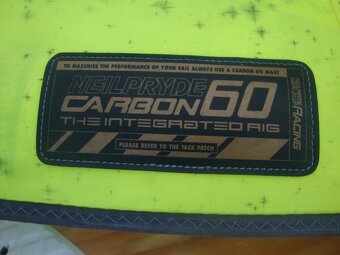 TO MAXIMISE THE PERFORMANCE OF YOUR SAIL ALWAYS USE A CARBON 60 MAST
NEILPRYDE
CARBON 60
THE INTEGRATED RIG
PLEASE REFER TO THE TACK PATCH
RACING